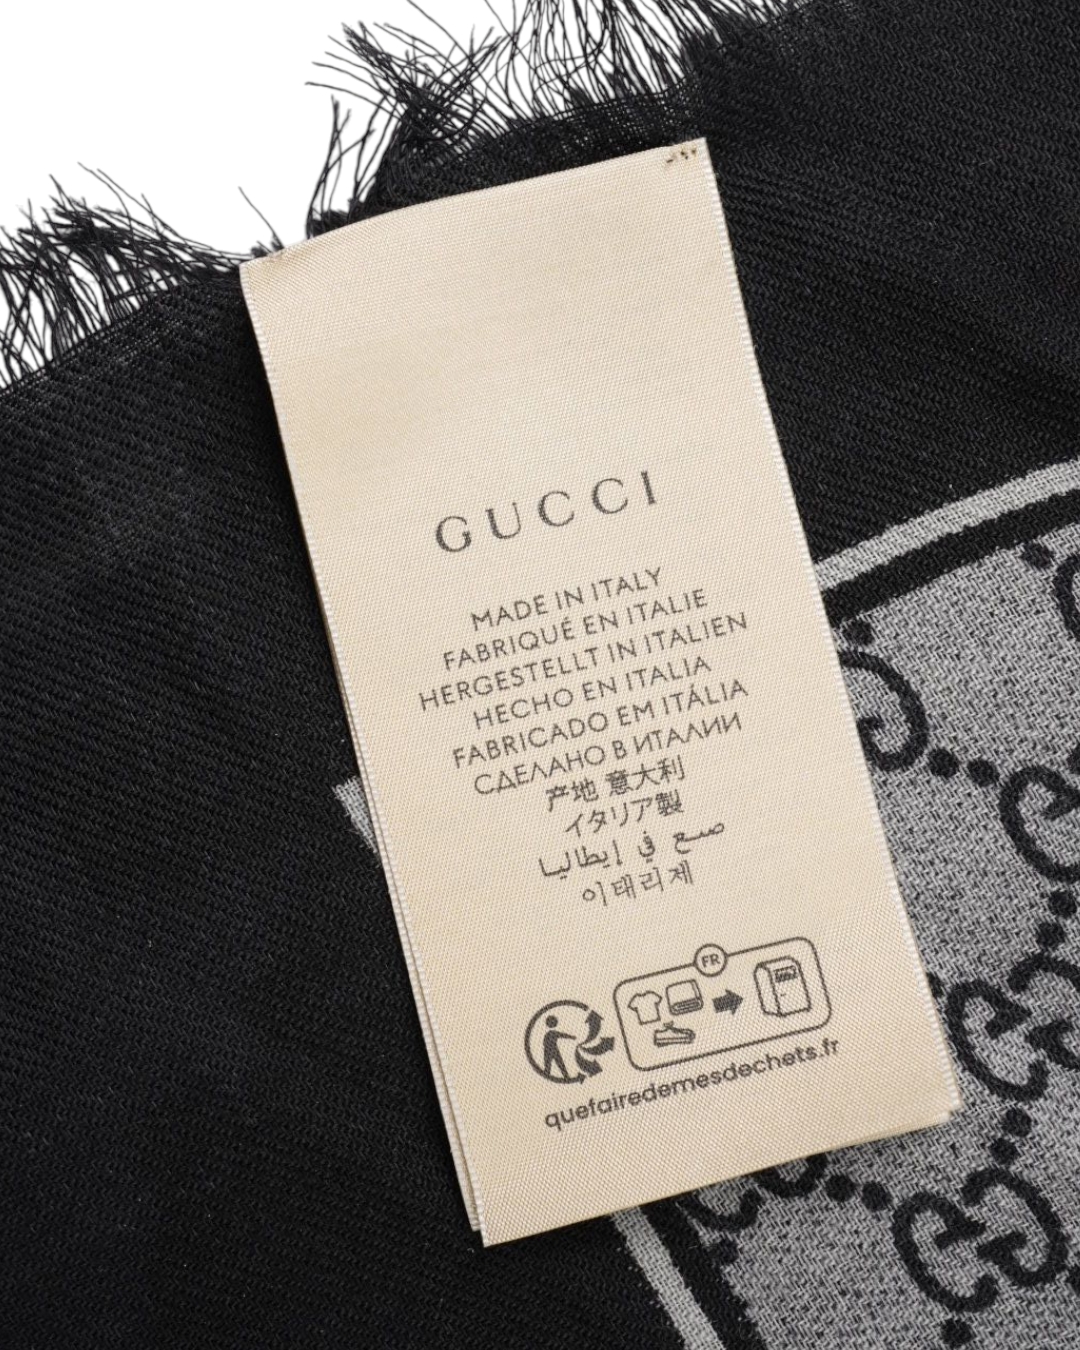 GUCCI
MADE IN ITALY
FABRIQUÉ EN ITALIE
HERGESTELLT IN ITALIEN
HECHO EN ITALIA
FABRICADO EM ITÁLIA
СДЕЛАНО В ИТАЛИИ
产地 意大利
イタリア製
صنع في إيطاليا
이태리제
FR
quefairedemesdechets.fr